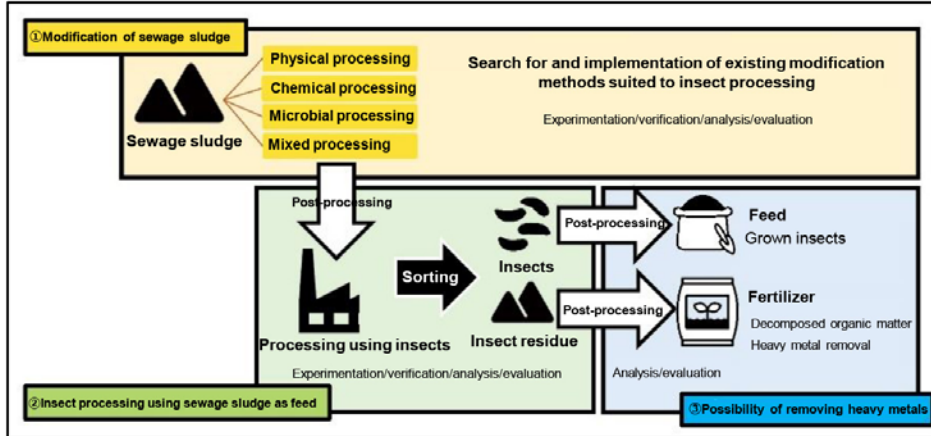 ①Modification of sewage sludge
Physical processing
Chemical processing
Microbial processing
Mixed processing
Sewage sludge
Search for and implementation of existing modification
methods suited to insect processing
Experimentation/verification/analysis/evaluation
Post-processing
Processing using insects
Sorting
Insects
Insect residue
Experimentation/verification/analysis/evaluation
②Insect processing using sewage sludge as feed
Post-processing
Feed
Grown insects
Post-processing
Fertilizer
Decomposed organic matter
Heavy metal removal
Analysis/evaluation
③Possibility of removing heavy metals